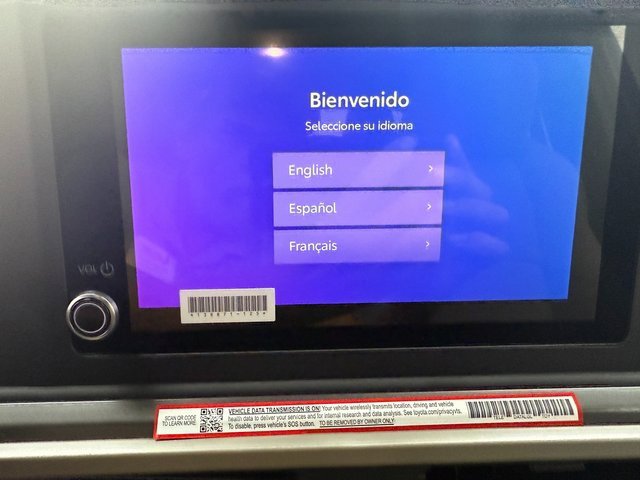 Bienvenido
Seleccione su idioma
English
Español
Français
VOL
SCAN QR CODE
TO LEARN MORE
VEHICLE DATA TRANSMISSION IS ON! Your vehicle wirelessly transmits location, driving and vehicle
health data to deliver your services and for internal research and data analysis. See toyota.com/privacyvts.
To disable, press vehicle's SOS button. TO BE REMOVED BY OWNER ONLY.